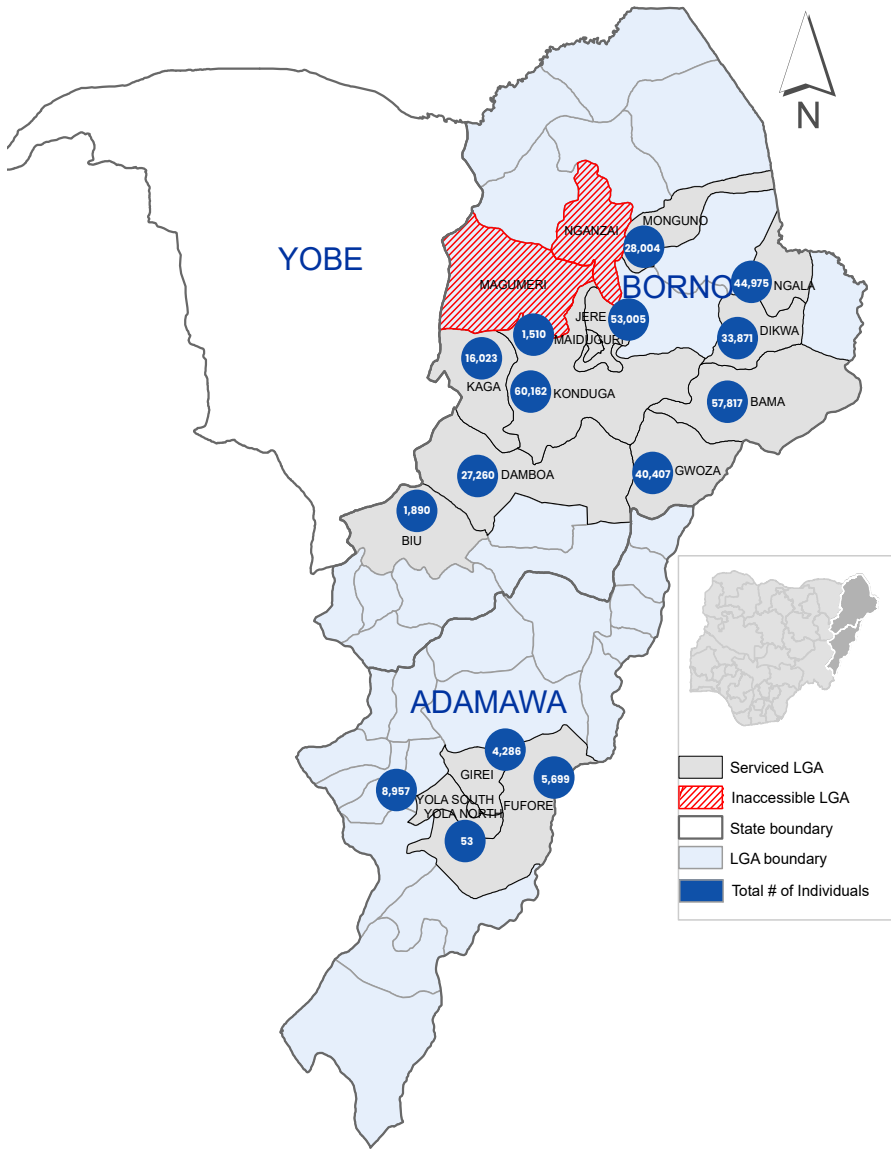 N
MONGUNO
NGANZAI
28,004
YOBE
MAGUMERI
BORNO
44,975
NGALA
JERE
53,005
1,510
MAIDUGURI
DIKWA
33,871
16,023
KAGA
60,162
KONDUGA
57,817
BAMA
27,260
DAMBOA
40,407
GWOZA
1,890
BIU
ADAMAWA
4,286
GIREI
5,699
8,957
YOLA SOUTH
FUFORE
YOLA NORTH
53
Serviced LGA
Inaccessible LGA
State boundary
LGA boundary
Total # of Individuals